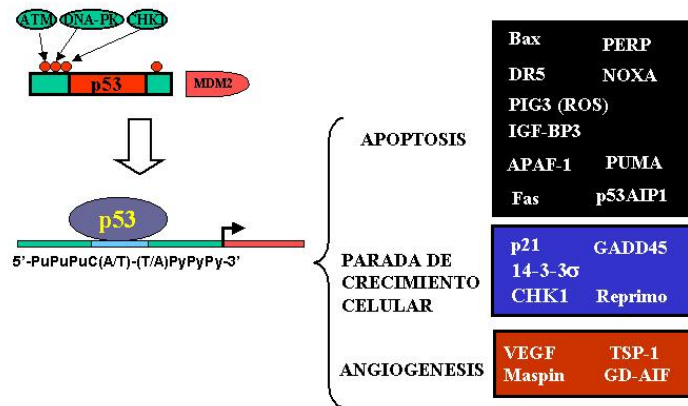 ATM DNA-PK CHK1
p53 MDM2
p53
5'-PuPuPuC(A/T)-(T/A)PyPyPy-3'
APOPTOSIS
Bax PERP
DR5 NOXA
PIG3 (ROS)
IGF-BP3
APAF-1 PUMA
Fas p53AIP1
PARADA DE
CRECIMIENTO
CELULAR
p21 GADD45
14-3-3σ
CHK1 Reprimo
ANGIOGENESIS
VEGF TSP-1
Maspin GD-AIF